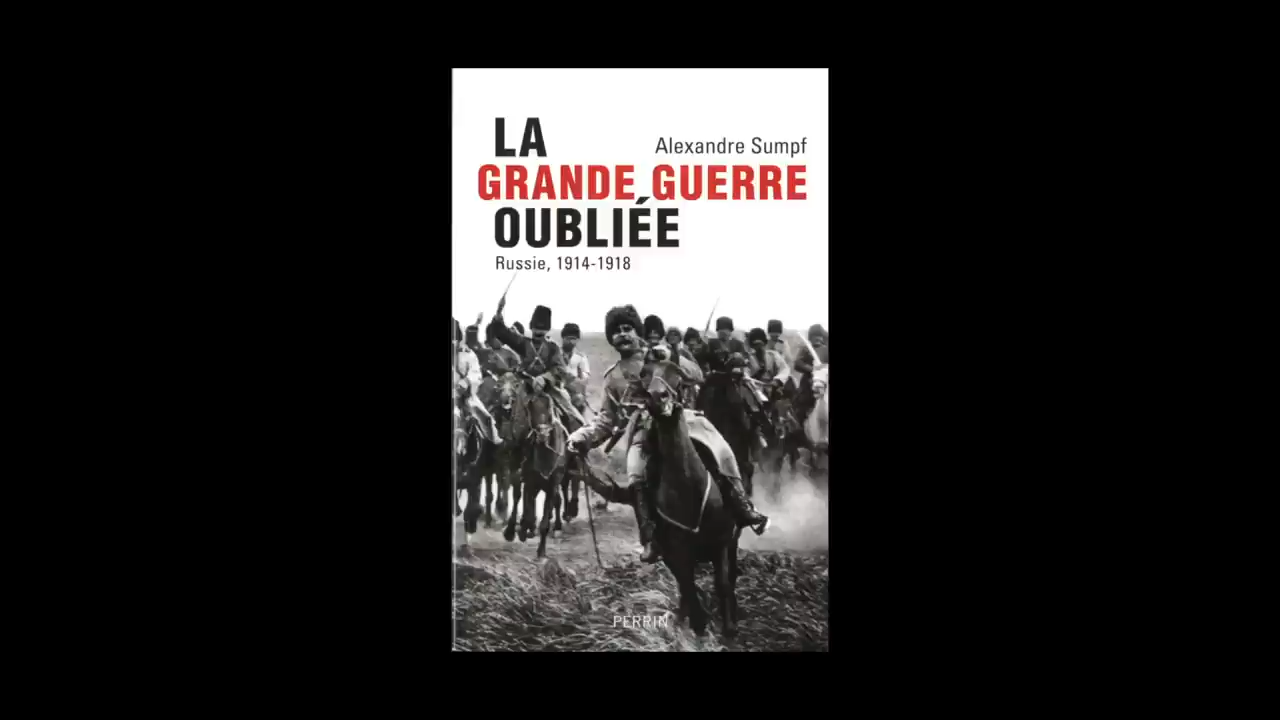 LA
Alexandre Sumpf
GRANDE GUERRE
OUBLIÉE
Russie, 1914-1918
PERRIN